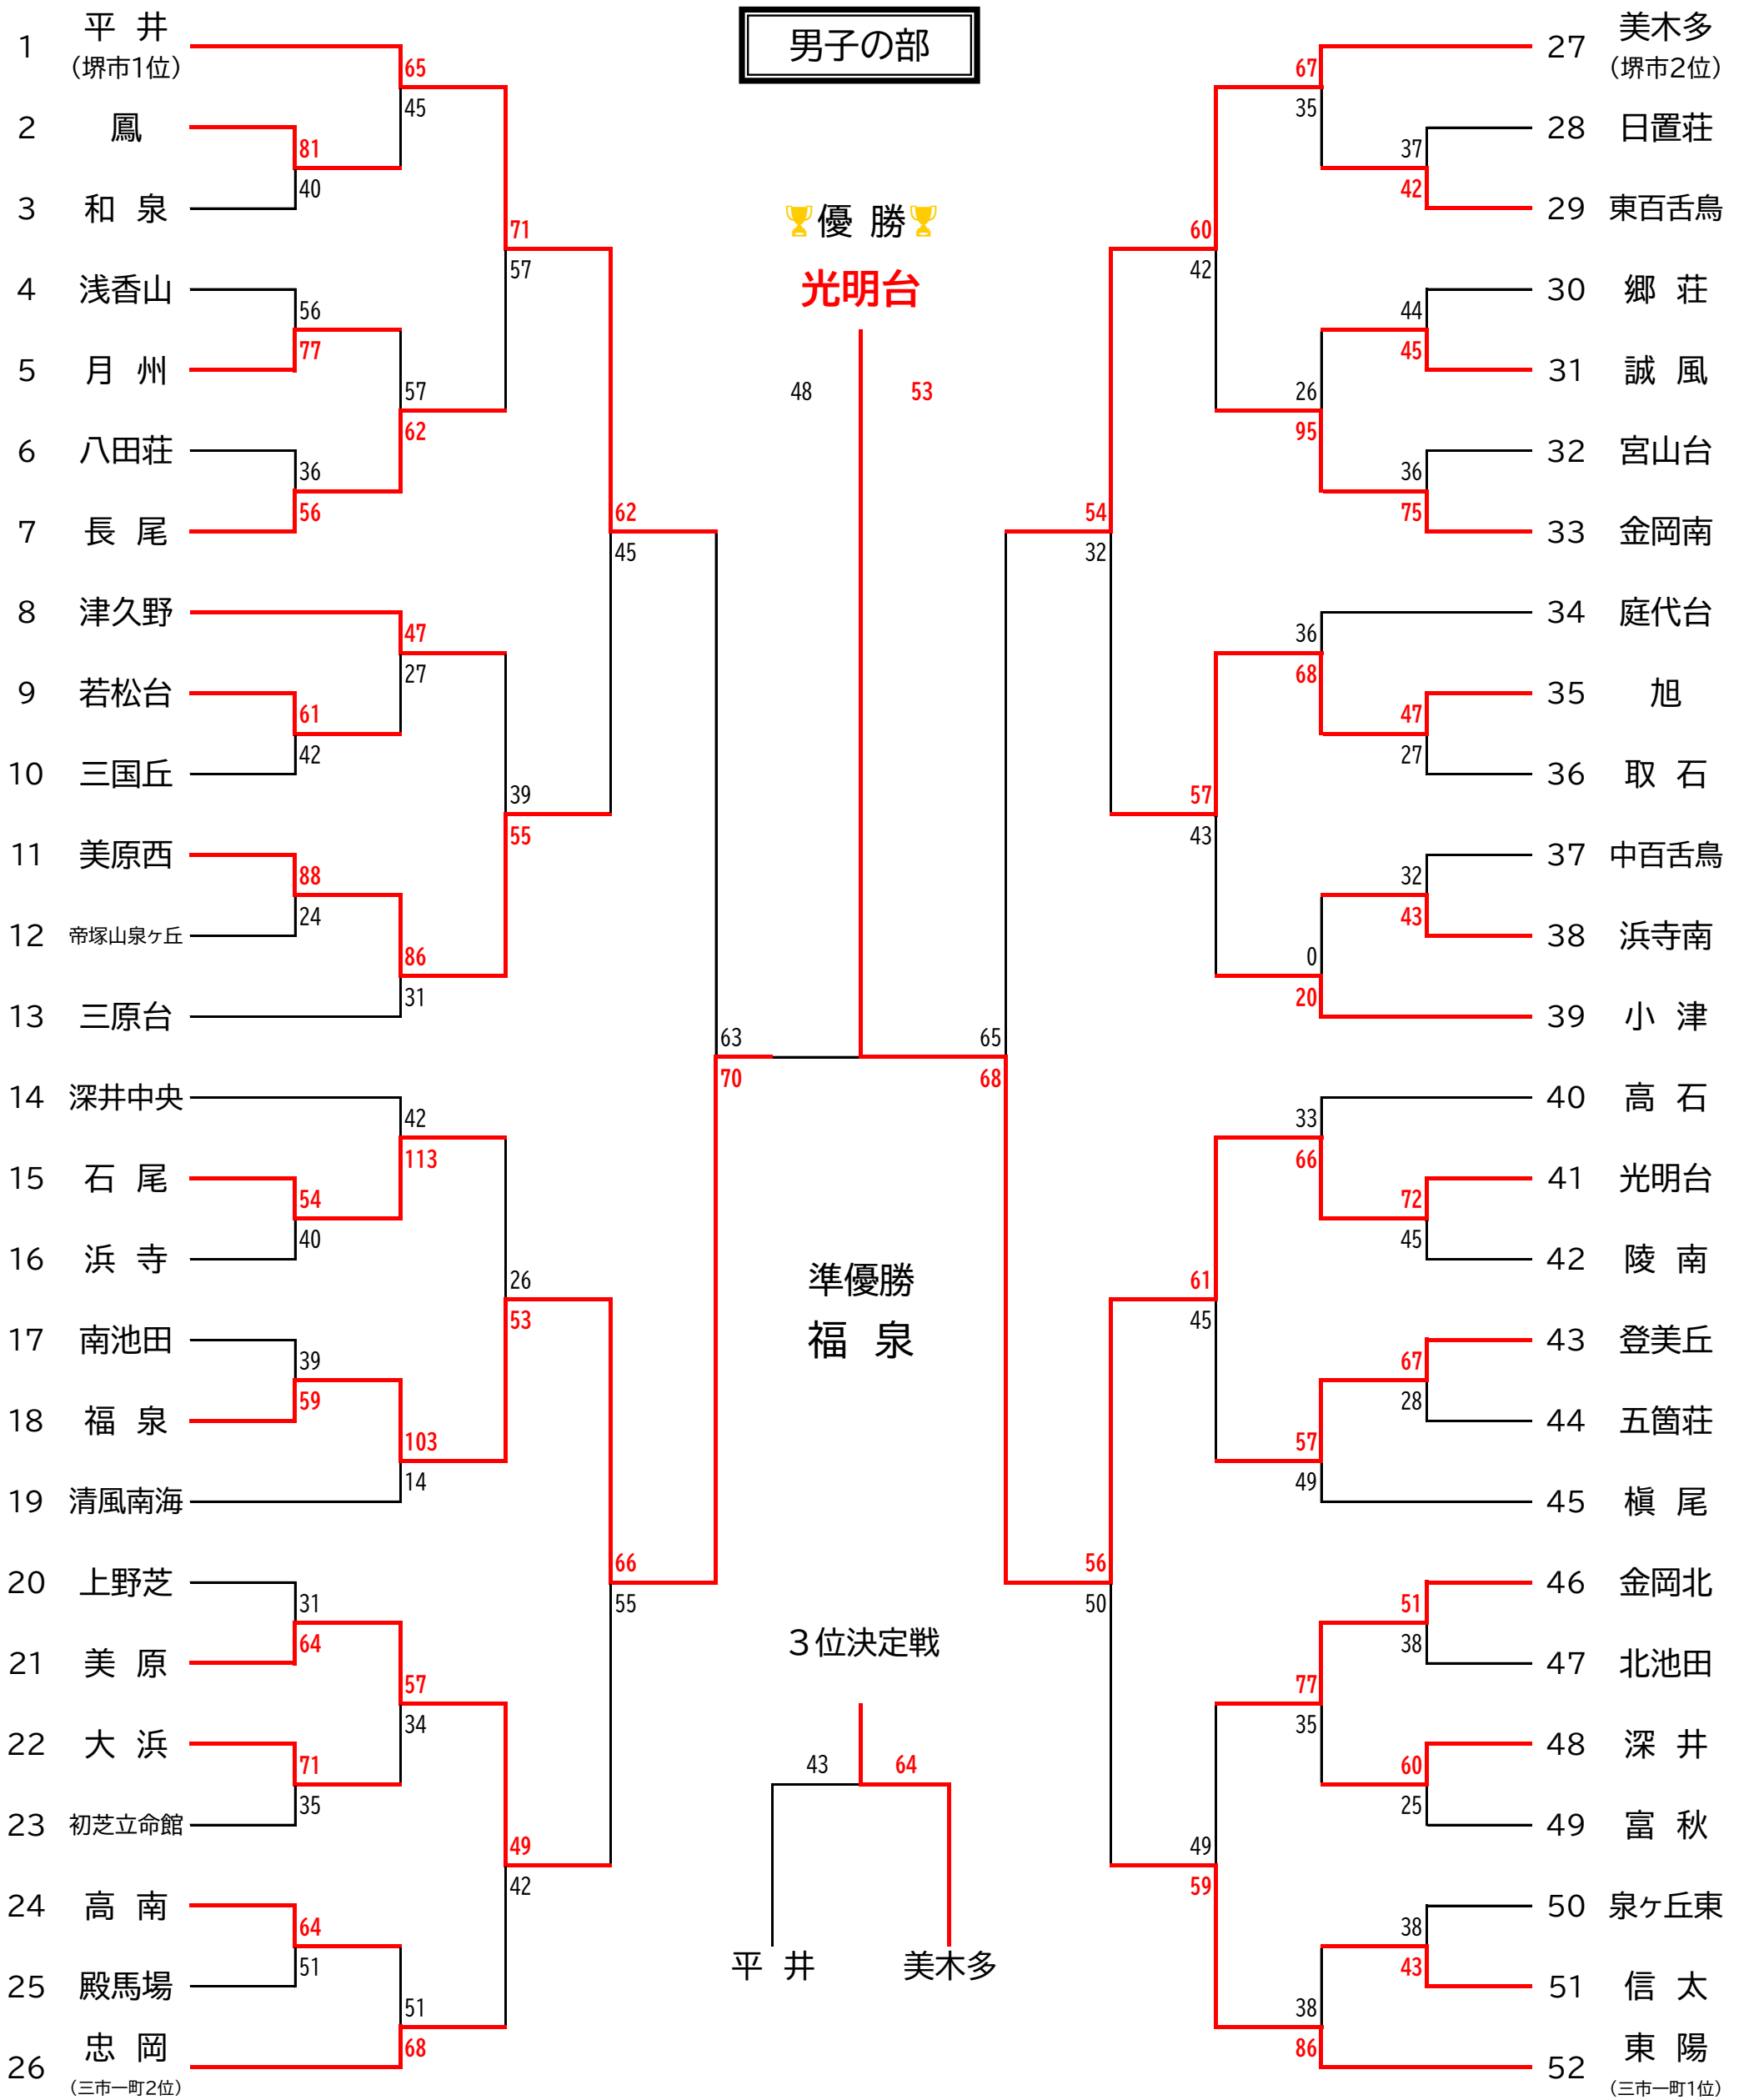 男子の部
1 平井
(堺市1位)
65
45
2 鳳
81
40
3 和泉
71
57
4 浅香山
56
77
5 月州
57
62
6 八田荘
36
56
7 長尾
62
45
8 津久野
47
27
9 若松台
61
42
10 三国丘
39
55
11 美原西
88
24
12 帝塚山泉ヶ丘
86
31
13 三原台
63
70
14 深井中央
42
113
15 石尾
54
40
16 浜寺
26
53
17 南池田
39
59
18 福泉
103
14
19 清風南海
66
55
20 上野芝
31
64
21 美原
57
34
22 大浜
71
35
23 初芝立命館
49
42
24 高南
64
51
25 殿馬場
51
68
26 忠岡
(三市一町2位)
優勝
光明台
48 53
準優勝
福泉
3位決定戦
43 64
平井 美木多
27 美木多
(堺市2位)
67
35
28 日置荘
37
42
29 東百舌鳥
60
42
30 郷荘
44
45
31 誠風
26
95
32 宮山台
36
75
33 金岡南
54
32
34 庭代台
36
68
35 旭
47
27
36 取石
57
43
37 中百舌鳥
32
43
38 浜寺南
0
20
39 小津
65
68
40 高石
33
66
41 光明台
72
45
42 陵南
61
45
43 登美丘
67
28
44 五箇荘
57
49
45 槇尾
56
50
46 金岡北
51
38
47 北池田
77
35
48 深井
60
25
49 富秋
49
59
50 泉ヶ丘東
38
43
51 信太
38
86
52 東陽
(三市一町1位)